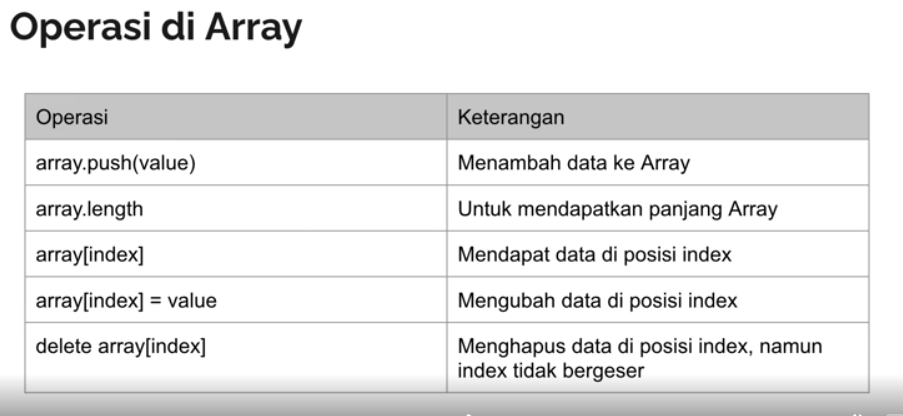 Operasi di Array
Operasi Keterangan
array.push(value) Menambah data ke Array
array.length Untuk mendapatkan panjang Array
array[index] Mendapat data di posisi index
array[index] = value Mengubah data di posisi index
delete array[index] Menghapus data di posisi index, namun
index tidak bergeser